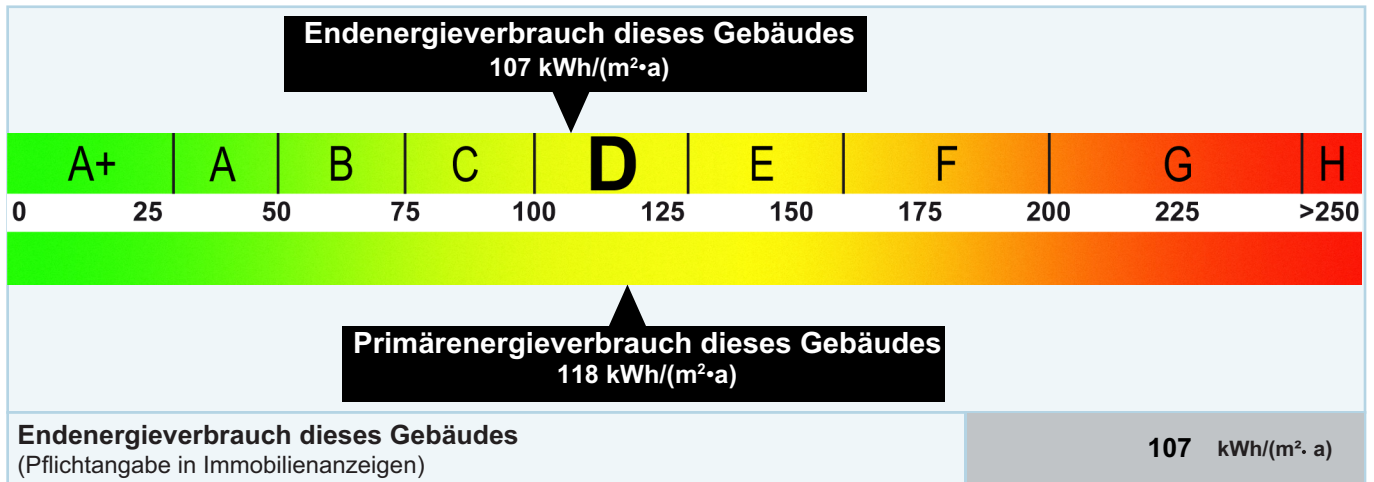 Endenergieverbrauch dieses Gebäudes
107 kWh/(m²•a)
A+ A B C D E F G H
0 25 50 75 100 125 150 175 200 225 >250
Primärenergieverbrauch dieses Gebäudes
118 kWh/(m²•a)
Endenergieverbrauch dieses Gebäudes
(Pflichtangabe in Immobilienanzeigen)
107 kWh/(m²· a)